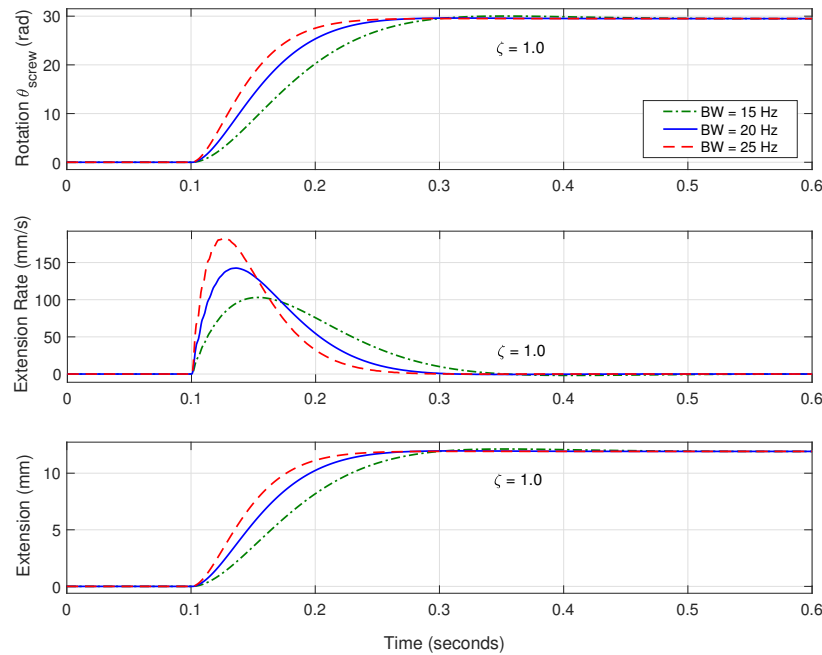 Rotation θ_screw (rad)
30
20
10
0
ζ = 1.0
BW = 15 Hz
BW = 20 Hz
BW = 25 Hz
0 0.1 0.2 0.3 0.4 0.5 0.6
Extension Rate (mm/s)
150
100
50
0
ζ = 1.0
0 0.1 0.2 0.3 0.4 0.5 0.6
Extension (mm)
10
5
0
ζ = 1.0
0 0.1 0.2 0.3 0.4 0.5 0.6
Time (seconds)